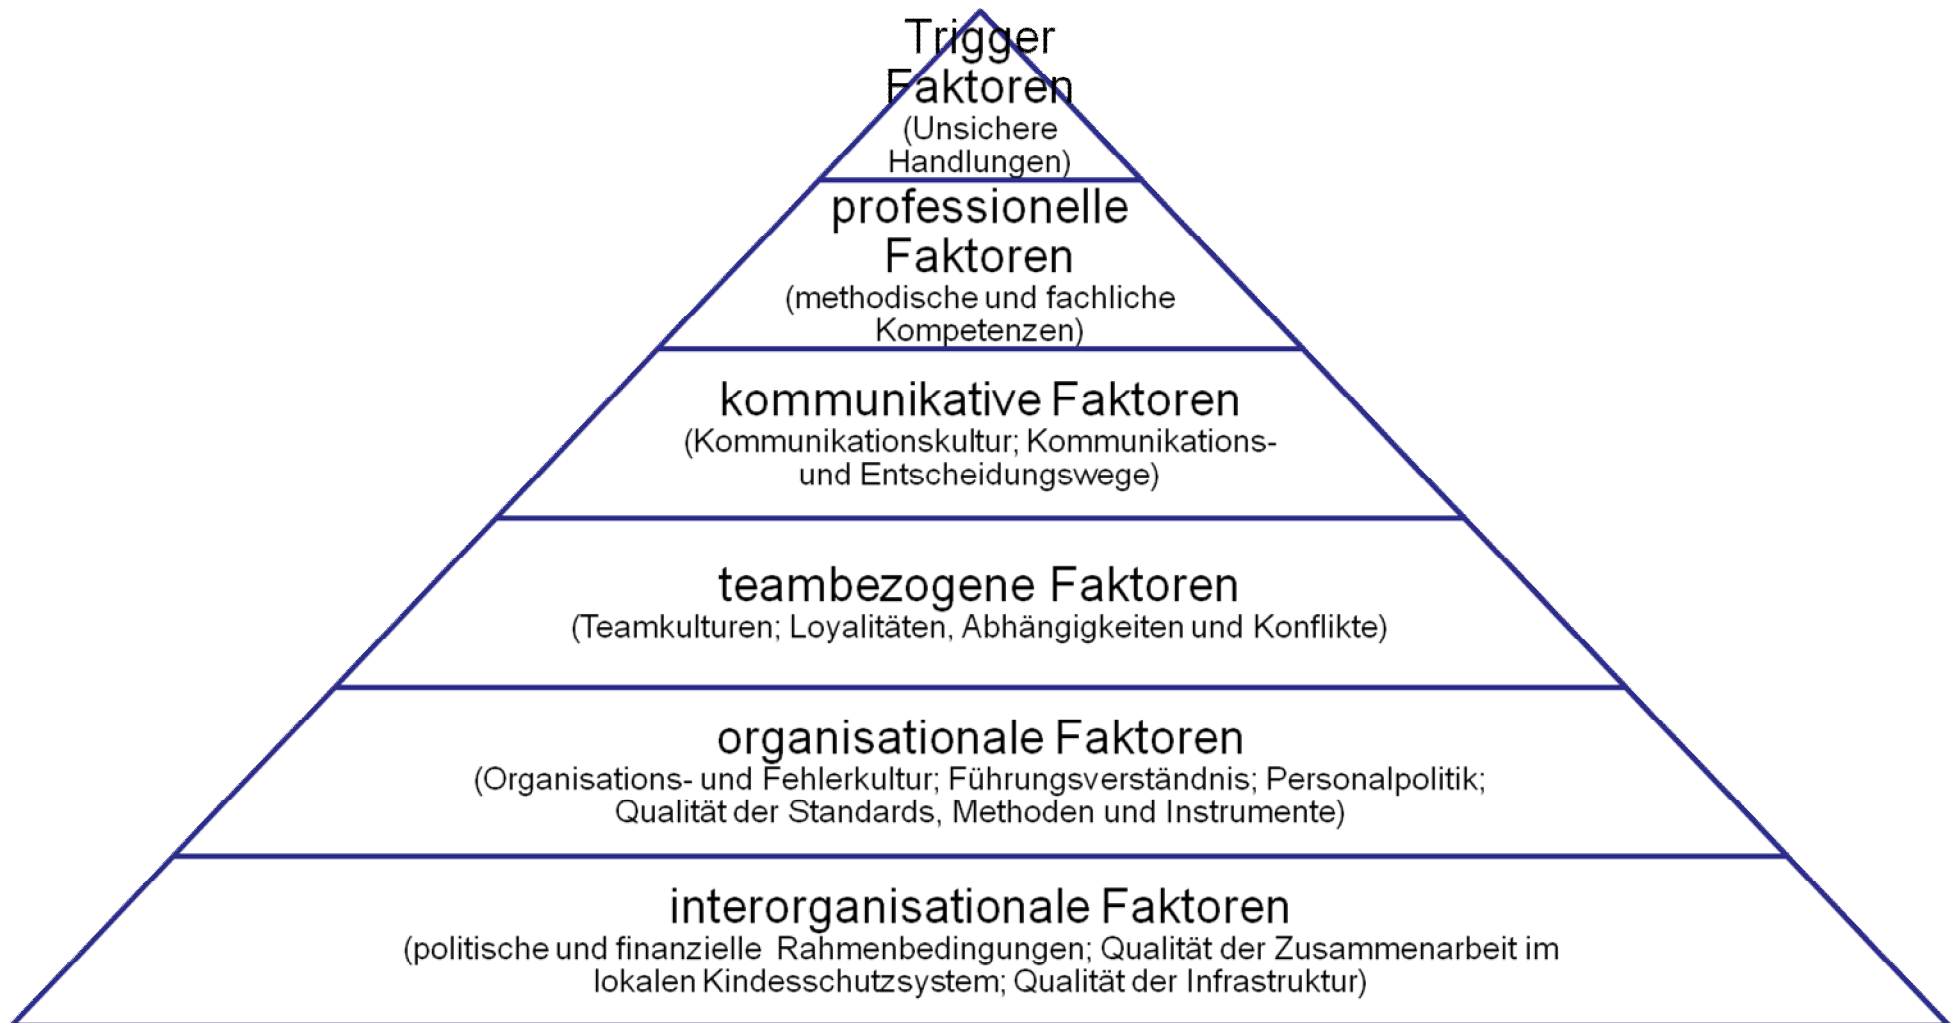 Trigger
Faktoren
(Unsichere
Handlungen)
professionelle
Faktoren
(methodische und fachliche
Kompetenzen)
kommunikative Faktoren
(Kommunikationskultur; Kommunikations-
und Entscheidungswege)
teambezogene Faktoren
(Teamkulturen; Loyalitäten, Abhängigkeiten und Konflikte)
organisationale Faktoren
(Organisations- und Fehlerkultur; Führungsverständnis; Personalpolitik;
Qualität der Standards, Methoden und Instrumente)
interorganisationale Faktoren
(politische und finanzielle Rahmenbedingungen; Qualität der Zusammenarbeit im
lokalen Kindesschutzsystem; Qualität der Infrastruktur)